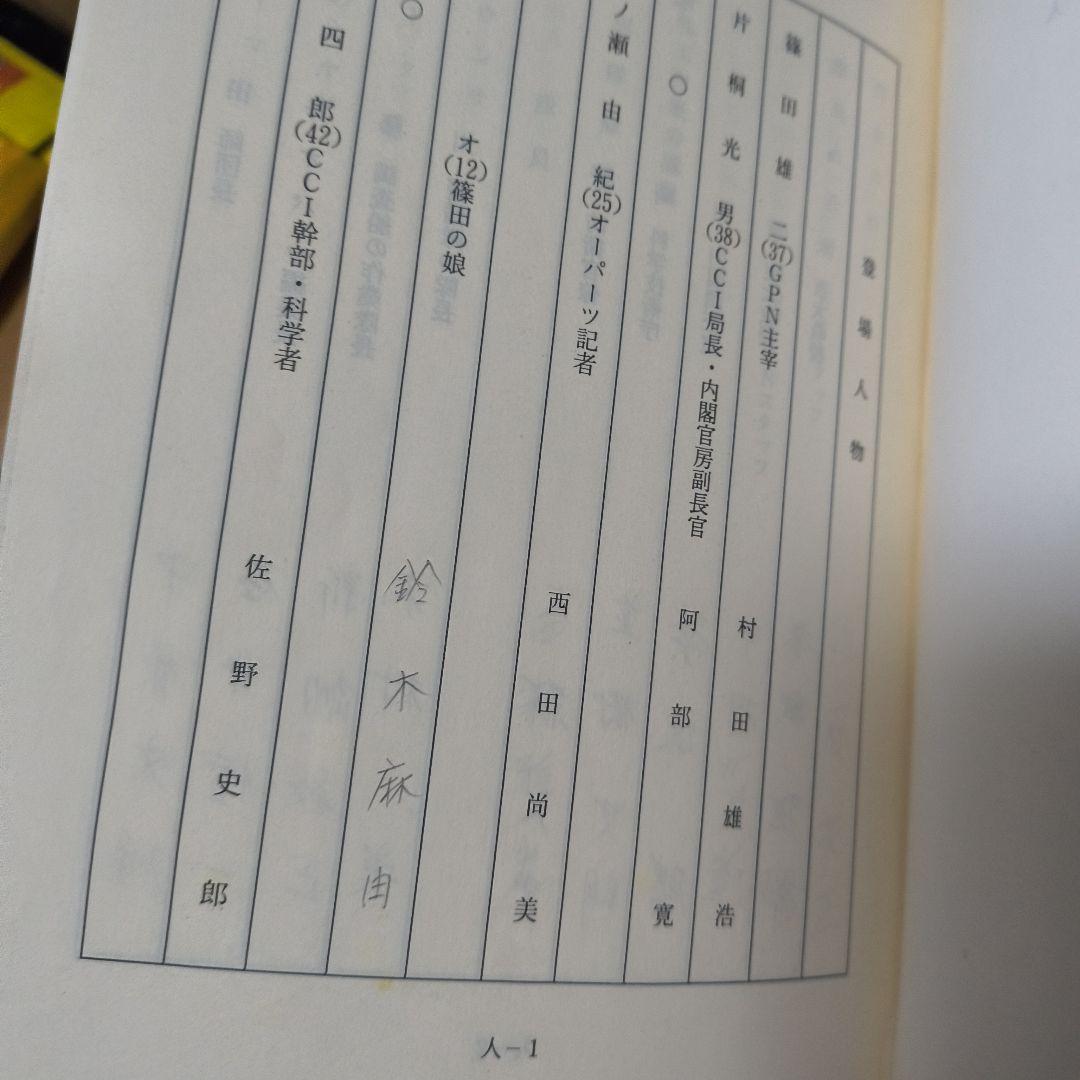 登場人物
篠田雄二(37)GPN主宰 村田雄浩
片桐光男(38)CCI局長・内閣官房副長官 阿部寛
○
ノ瀬由紀(25)オーパーツ記者 西田尚美
オ(12)篠田の娘 鈴木麻由
○
四郎(42)CCI幹部・科学者 佐野史郎
人－1